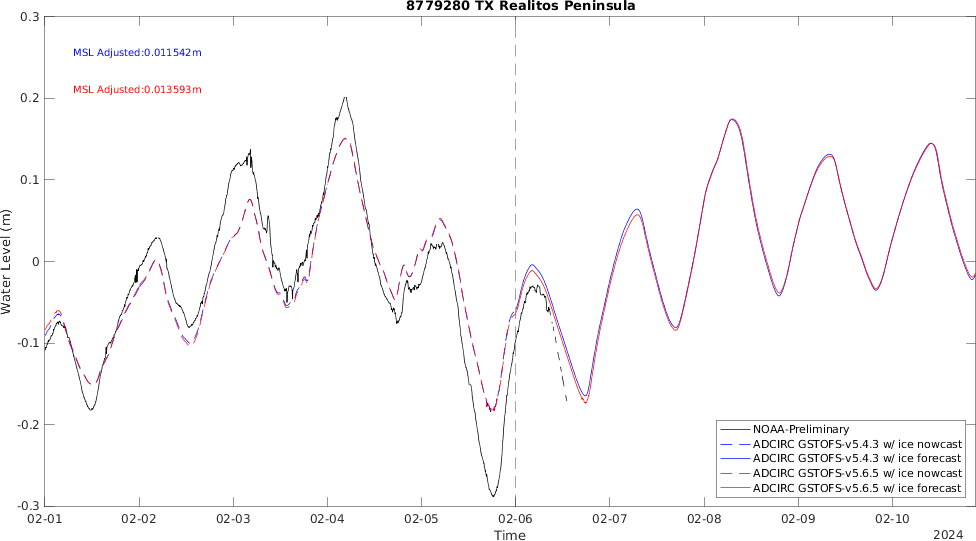 8779280 TX Realitos Peninsula
0.3
MSL Adjusted:0.011542m
MSL Adjusted:0.013593m
0.2
0.1
0
-0.1
-0.2
-0.3
Water Level (m)
NOAA-Preliminary
ADCIRC GSTOFS-v5.4.3 w/ ice nowcast
ADCIRC GSTOFS-v5.4.3 w/ ice forecast
ADCIRC GSTOFS-v5.6.5 w/ ice nowcast
ADCIRC GSTOFS-v5.6.5 w/ ice forecast
02-01 02-02 02-03 02-04 02-05 02-06 02-07 02-08 02-09 02-10
Time
2024